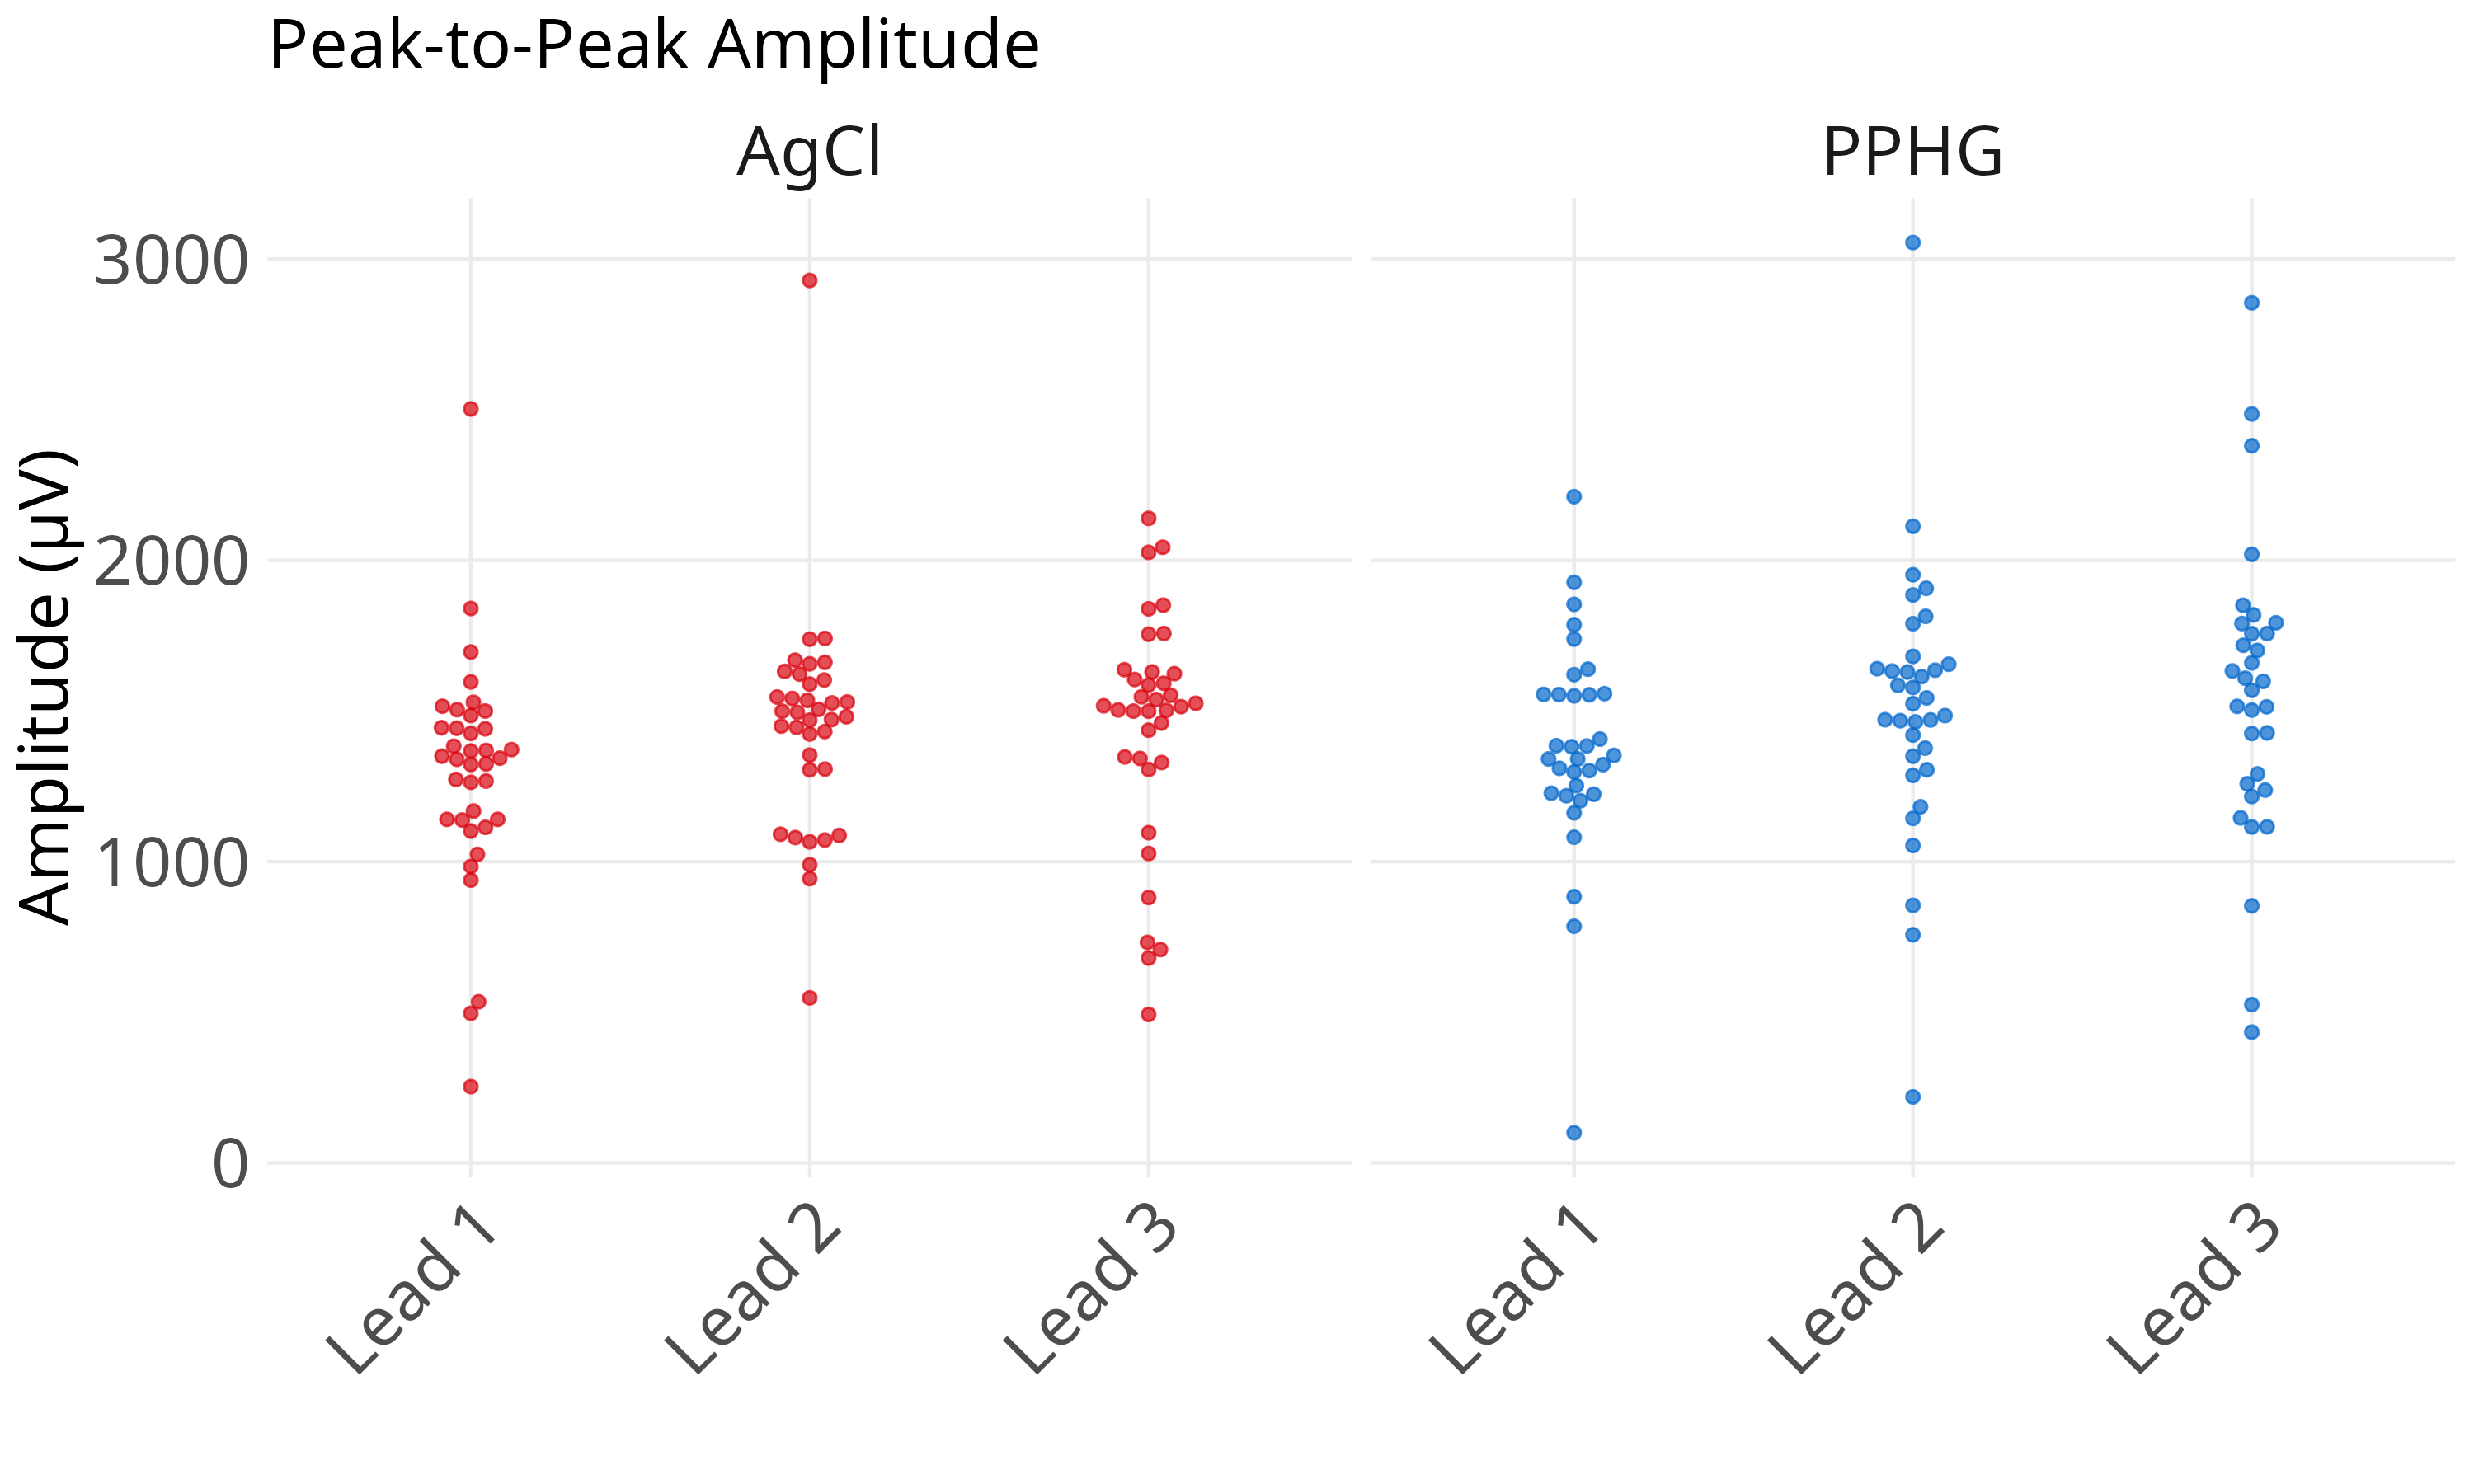 Peak-to-Peak Amplitude
AgCl
PPHG
Amplitude (µV)
3000
2000
1000
0
Lead 1
Lead 2
Lead 3
Lead 1
Lead 2
Lead 3